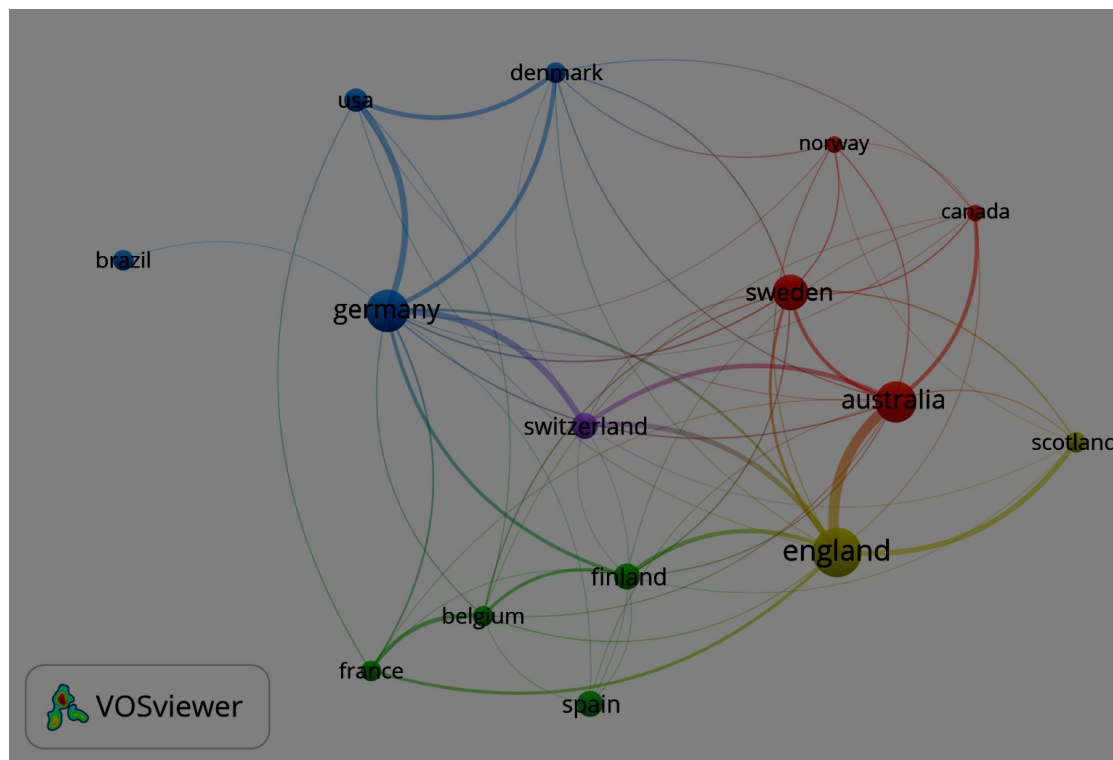 denmark
usa
norway
canada
brazil
sweden
germany
australia
switzerland
scotland
england
finland
belgium
france
spain
VOSviewer